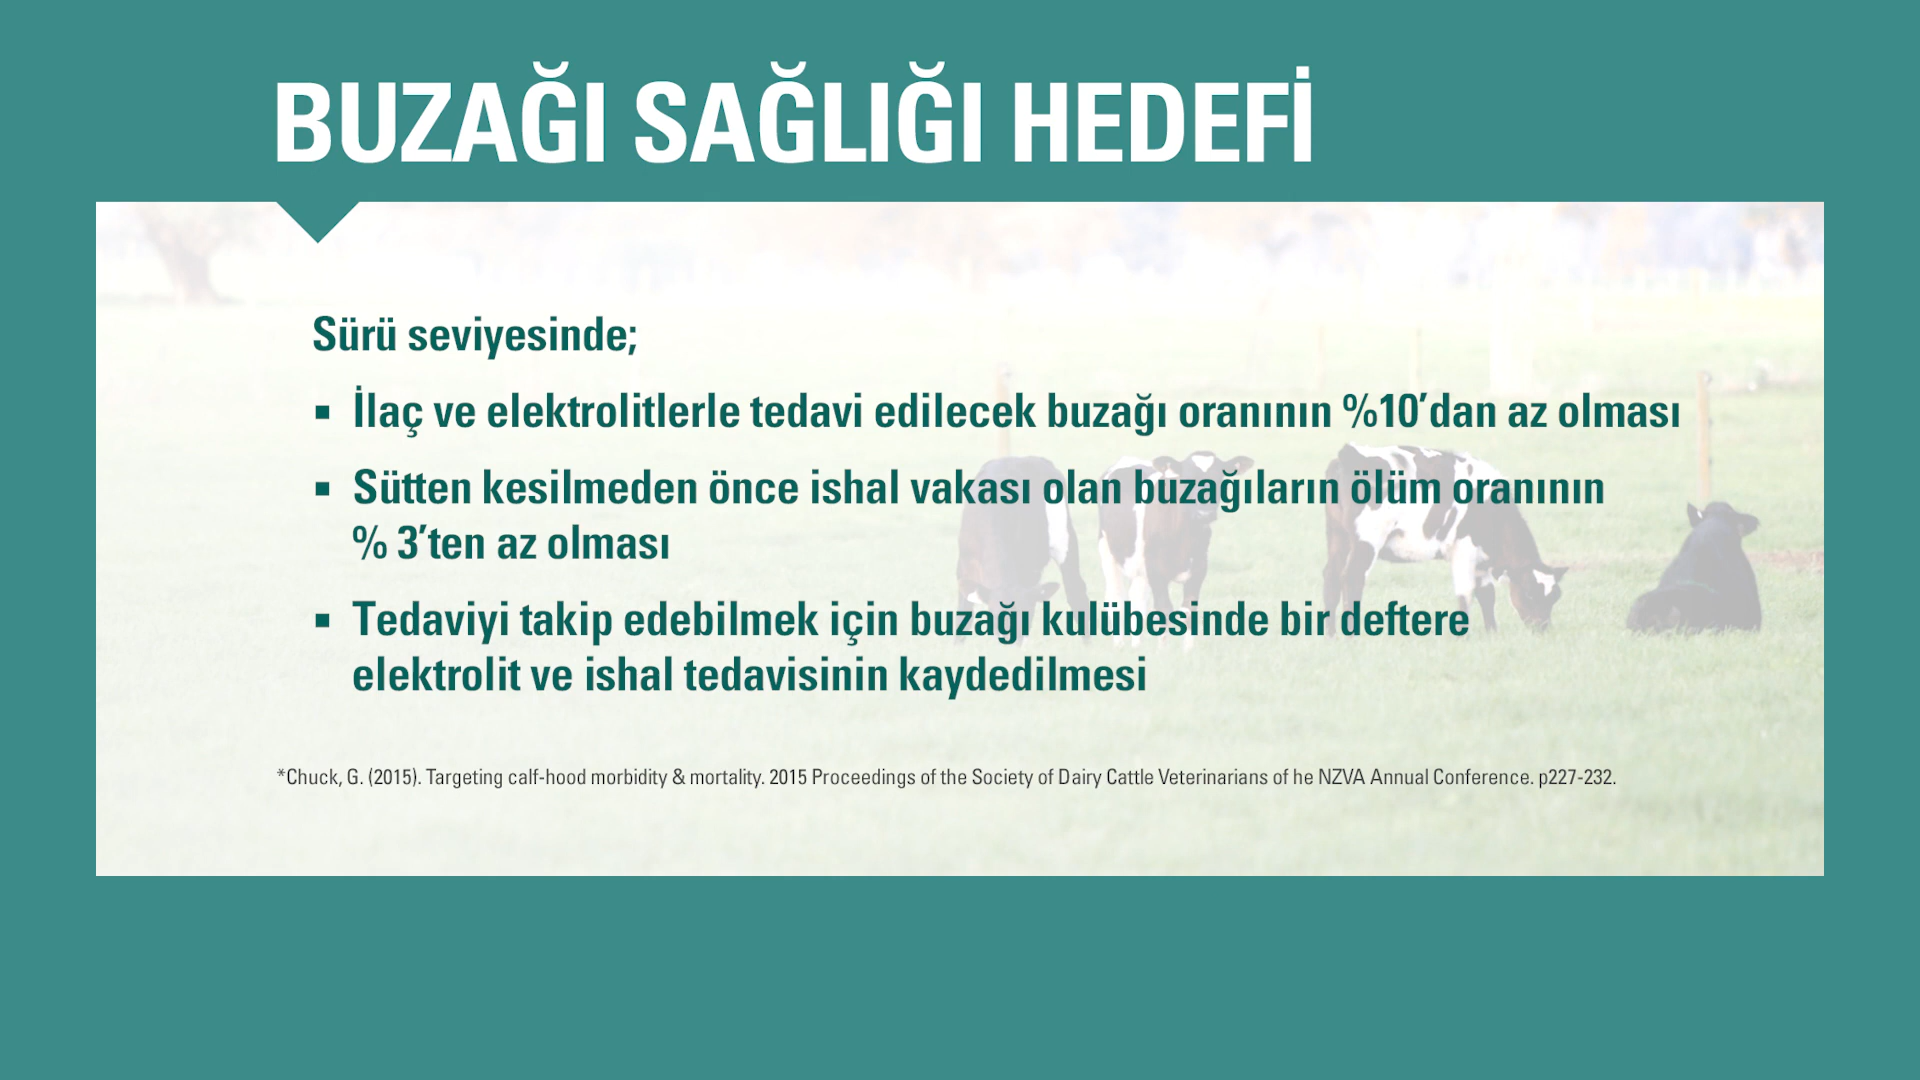 BUZAĞI SAĞLIĞI HEDEFİ
Sürü seviyesinde;
▪ İlaç ve elektrolitlerle tedavi edilecek buzağı oranının %10’dan az olması
▪ Sütten kesilmeden önce ishal vakası olan buzağıların ölüm oranının
% 3’ten az olması
▪ Tedaviyi takip edebilmek için buzağı kulübesinde bir deftere
elektrolit ve ishal tedavisinin kaydedilmesi
*Chuck, G. (2015). Targeting calf-hood morbidity & mortality. 2015 Proceedings of the Society of Dairy Cattle Veterinarians of he NZVA Annual Conference. p227-232.